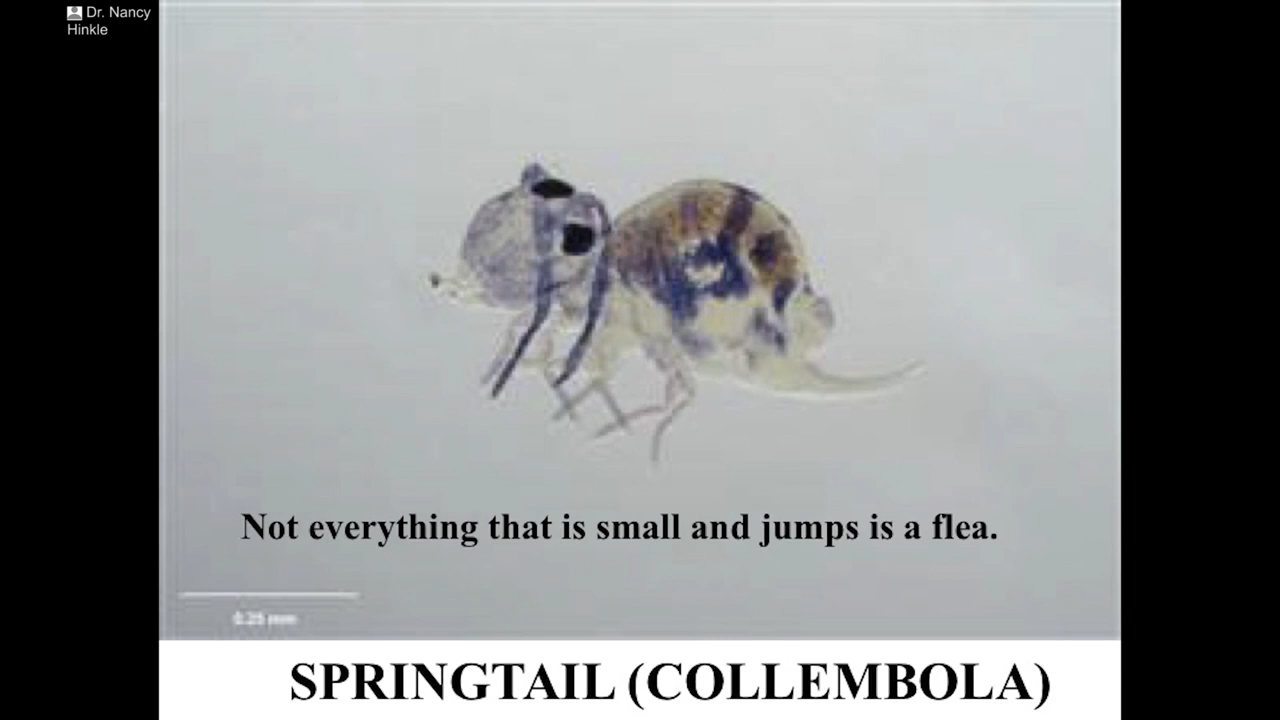 Dr. Nancy
Hinkle
Not everything that is small and jumps is a flea.
0.25 mm
SPRINGTAIL (COLLEMBOLA)